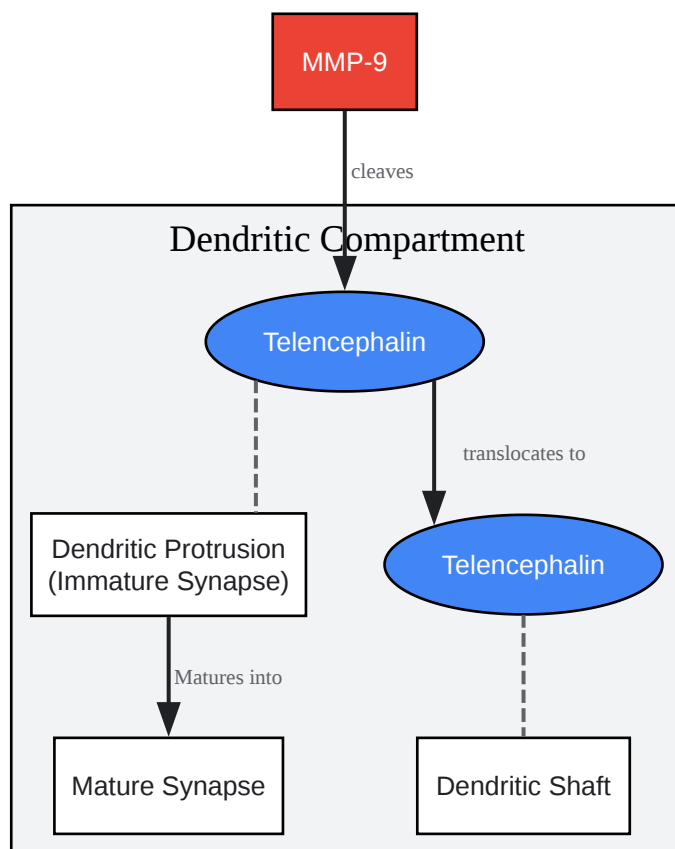 MMP-9
cleaves
Dendritic Compartment
Telencephalin
translocates to
Dendritic Protrusion
(Immature Synapse)
Telencephalin
Matures into
Mature Synapse
Dendritic Shaft